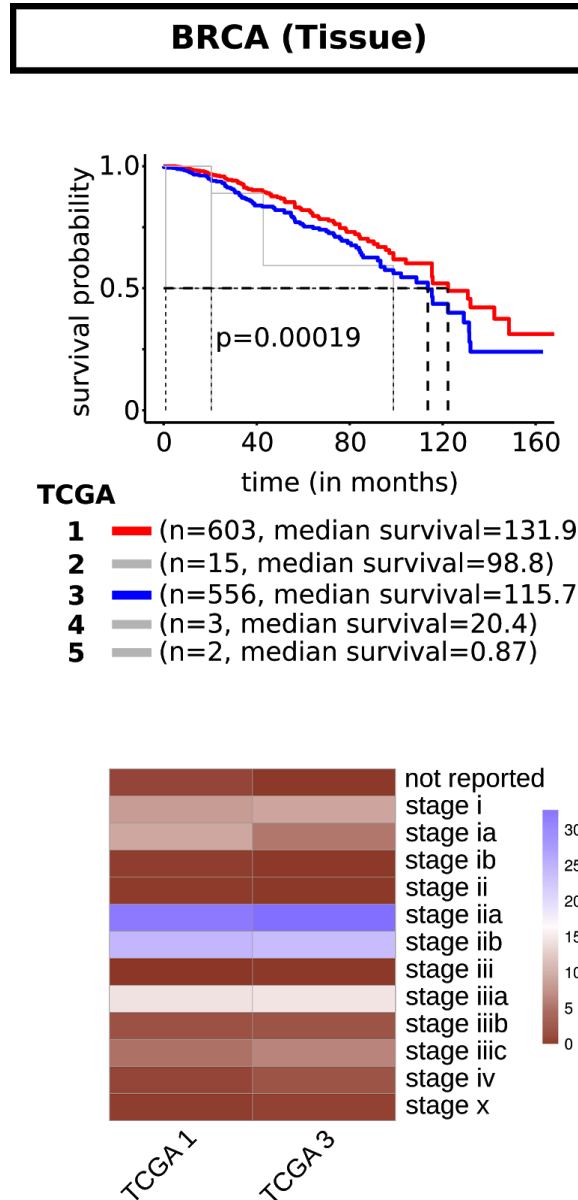 BRCA (Tissue)
survival probability
1.0
0.5
0
p=0.00019
0 40 80 120 160
time (in months)
TCGA
1 (n=603, median survival=131.9
2 (n=15, median survival=98.8)
3 (n=556, median survival=115.7
4 (n=3, median survival=20.4)
5 (n=2, median survival=0.87)
not reported
stage i
stage ia
stage ib
stage ii
stage iia
stage iib
stage iii
stage iiia
stage iiib
stage iiic
stage iv
stage x
30
25
20
15
10
5
0
TCGA 1
TCGA 3